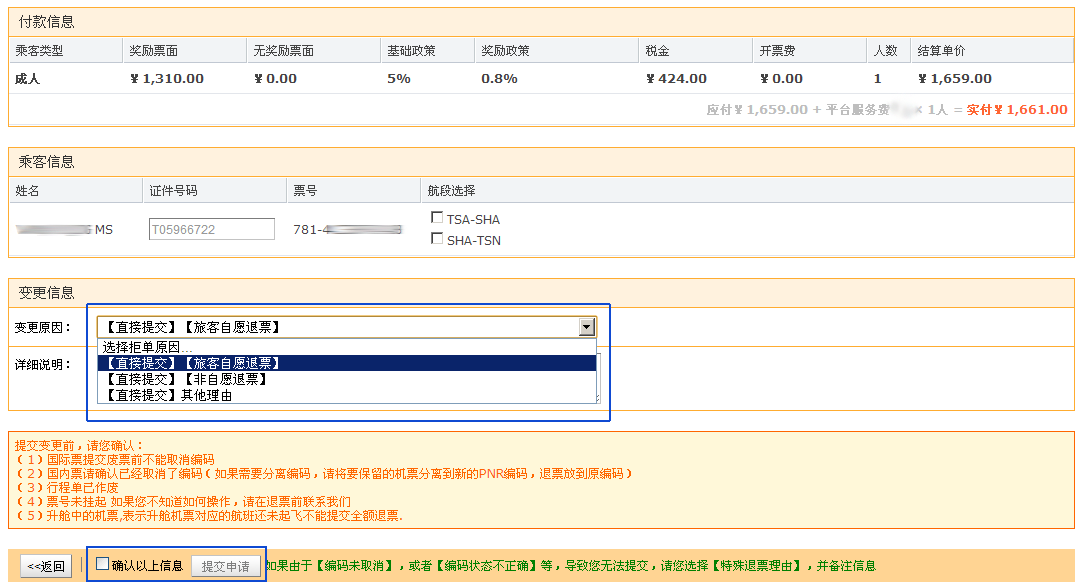 付款信息
乘客类型 奖励票面 无奖励票面 基础政策 奖励政策 税金 开票费 人数 结算单价
成人 ¥ 1,310.00 ¥ 0.00 5% 0.8% ¥ 424.00 ¥ 0.00 1 ¥ 1,659.00
应付 ¥ 1,659.00 + 平台服务费 × 1人 = 实付 ¥ 1,661.00
乘客信息
姓名 证件号码 票号 航段选择
MS T05966722 781-4
TSA-SHA
SHA-TSN
变更信息
变更原因： 【直接提交】【旅客自愿退票】
选择拒单原因...
详细说明： 【直接提交】【旅客自愿退票】
【直接提交】【非自愿退票】
【直接提交】其他理由
提交变更前，请您确认：
（1）国际票提交废票前不能取消编码
（2）国内票请确认已经取消了编码（如果需要分离编码，请将要保留的机票分离到新的PNR编码，退票放到原编码）
（3）行程单已作废
（4）票号未挂起 如果您不知道如何操作，请在退票前联系我们
（5）升舱中的机票,表示升舱机票对应的航班还未起飞不能提交全额退票.
<<返回 | 确认以上信息 提交申请 如果由于【编码未取消】，或者【编码状态不正确】等，导致您无法提交，请您选择【特殊退票理由】，并备注信息